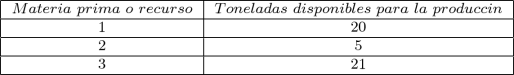 Materia prima o recurso Toneladas disponibles para la produccin
1 20
2 5
3 21